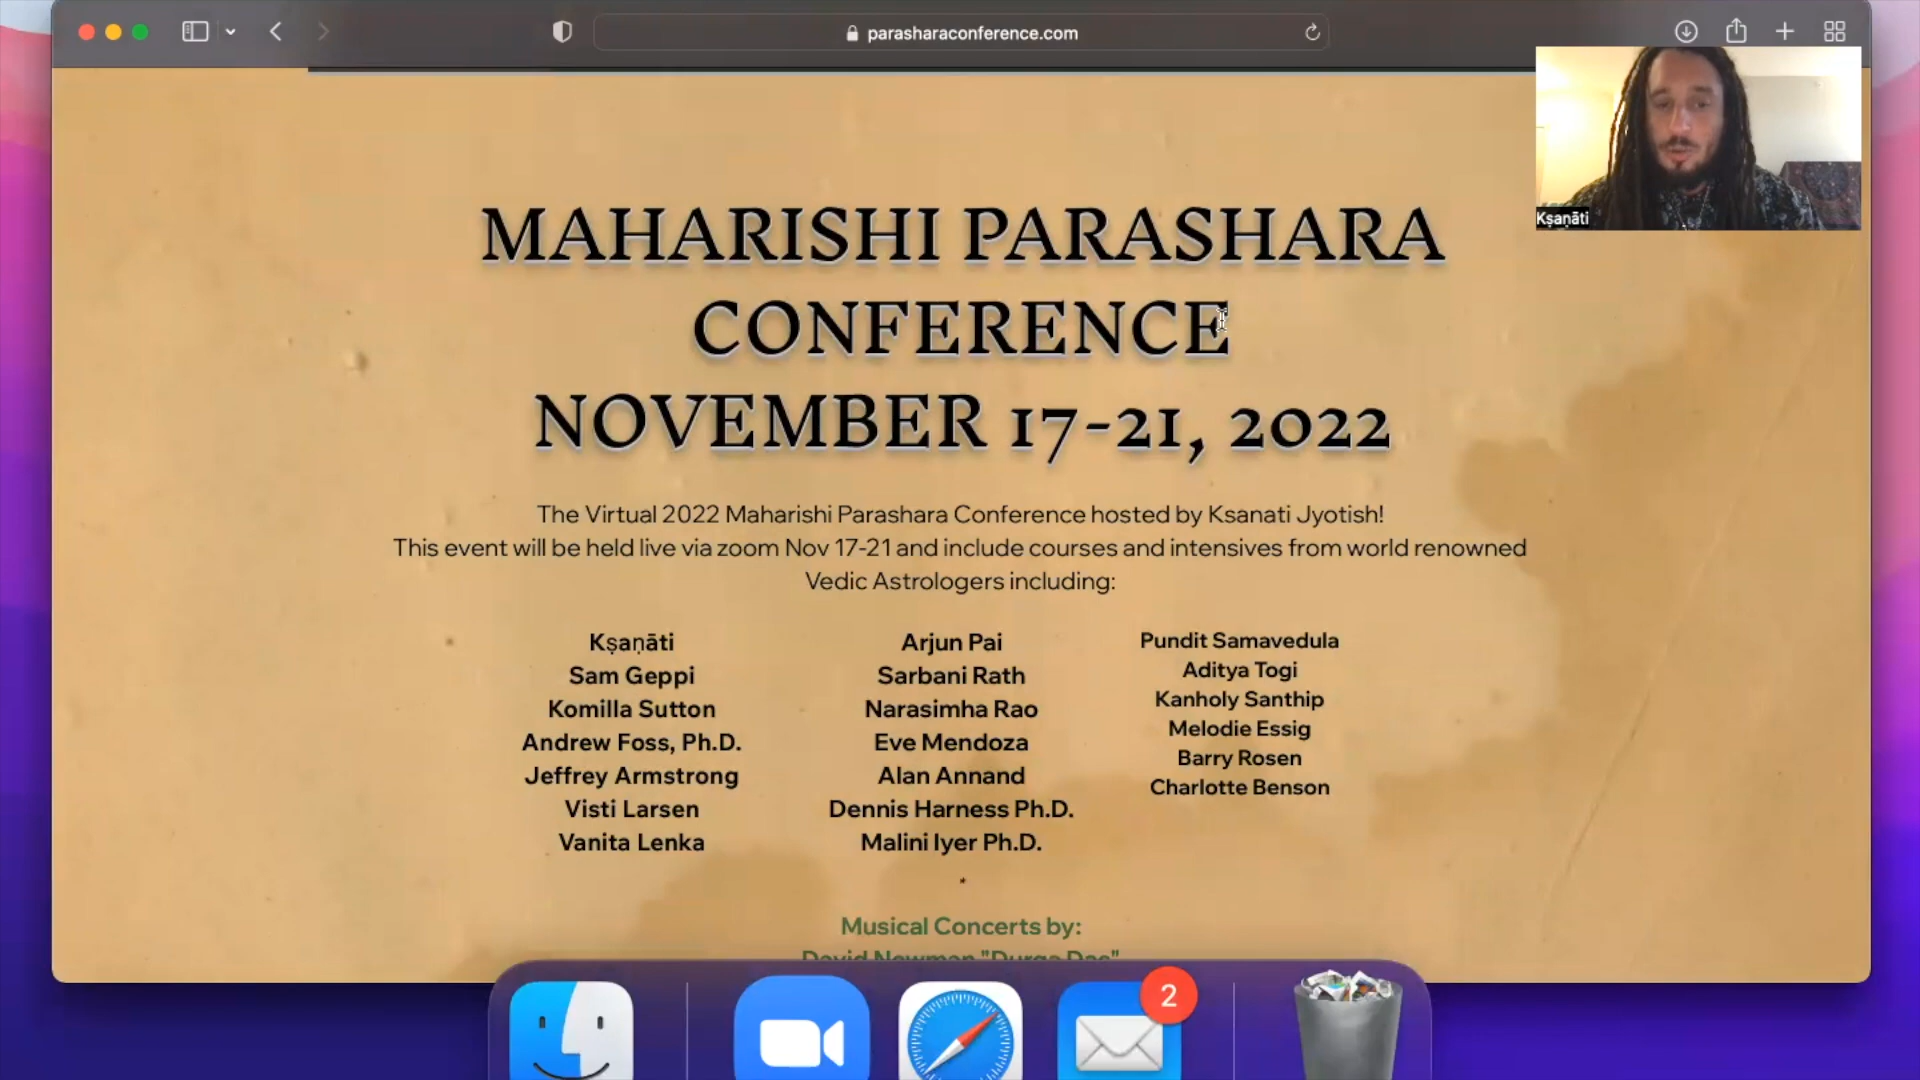 parasharaconference.com
Kṣaṇāti
MAHARISHI PARASHARA
CONFERENCE
NOVEMBER 17-21, 2022
The Virtual 2022 Maharishi Parashara Conference hosted by Ksanati Jyotish!
This event will be held live via zoom Nov 17-21 and include courses and intensives from world renowned
Vedic Astrologers including:
Kṣaṇāti
Sam Geppi
Komilla Sutton
Andrew Foss, Ph.D.
Jeffrey Armstrong
Visti Larsen
Vanita Lenka
Arjun Pai
Sarbani Rath
Narasimha Rao
Eve Mendoza
Alan Annand
Dennis Harness Ph.D.
Malini Iyer Ph.D.
Pundit Samavedula
Aditya Togi
Kanholy Santhip
Melodie Essig
Barry Rosen
Charlotte Benson
*
Musical Concerts by:
David Newman "Durga Das"
2